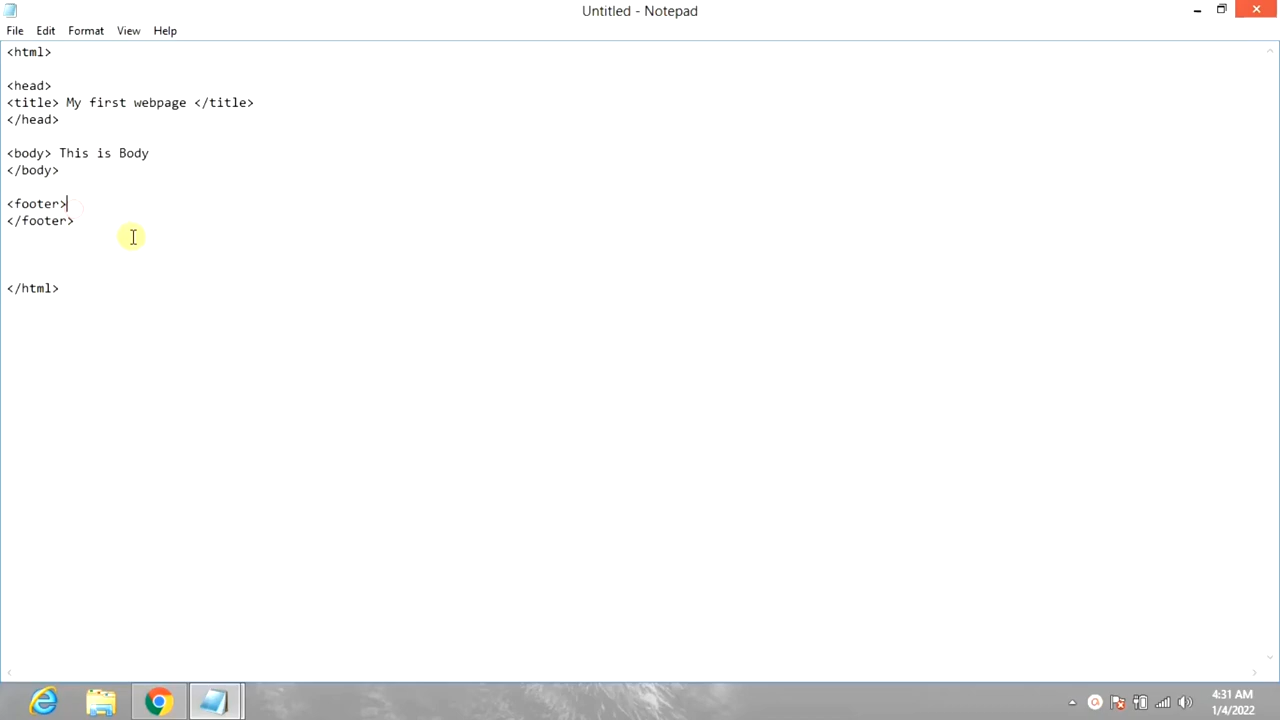 Untitled - Notepad
File Edit Format View Help
<html>
<head>
<title> My first webpage </title>
</head>
<body> This is Body
</body>
<footer>
</footer>
</html>
4:31 AM
1/4/2022